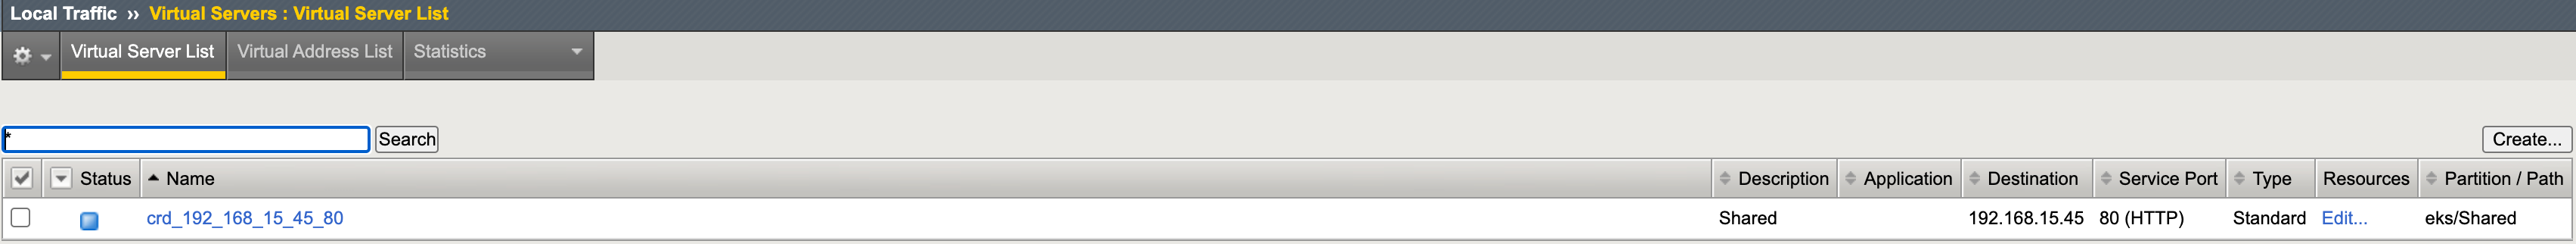 Local Traffic ›› Virtual Servers : Virtual Server List
Virtual Server List Virtual Address List Statistics
* Search Create...
Status Name Description Application Destination Service Port Type Resources Partition / Path
crd_192_168_15_45_80 Shared 192.168.15.45 80 (HTTP) Standard Edit... eks/Shared